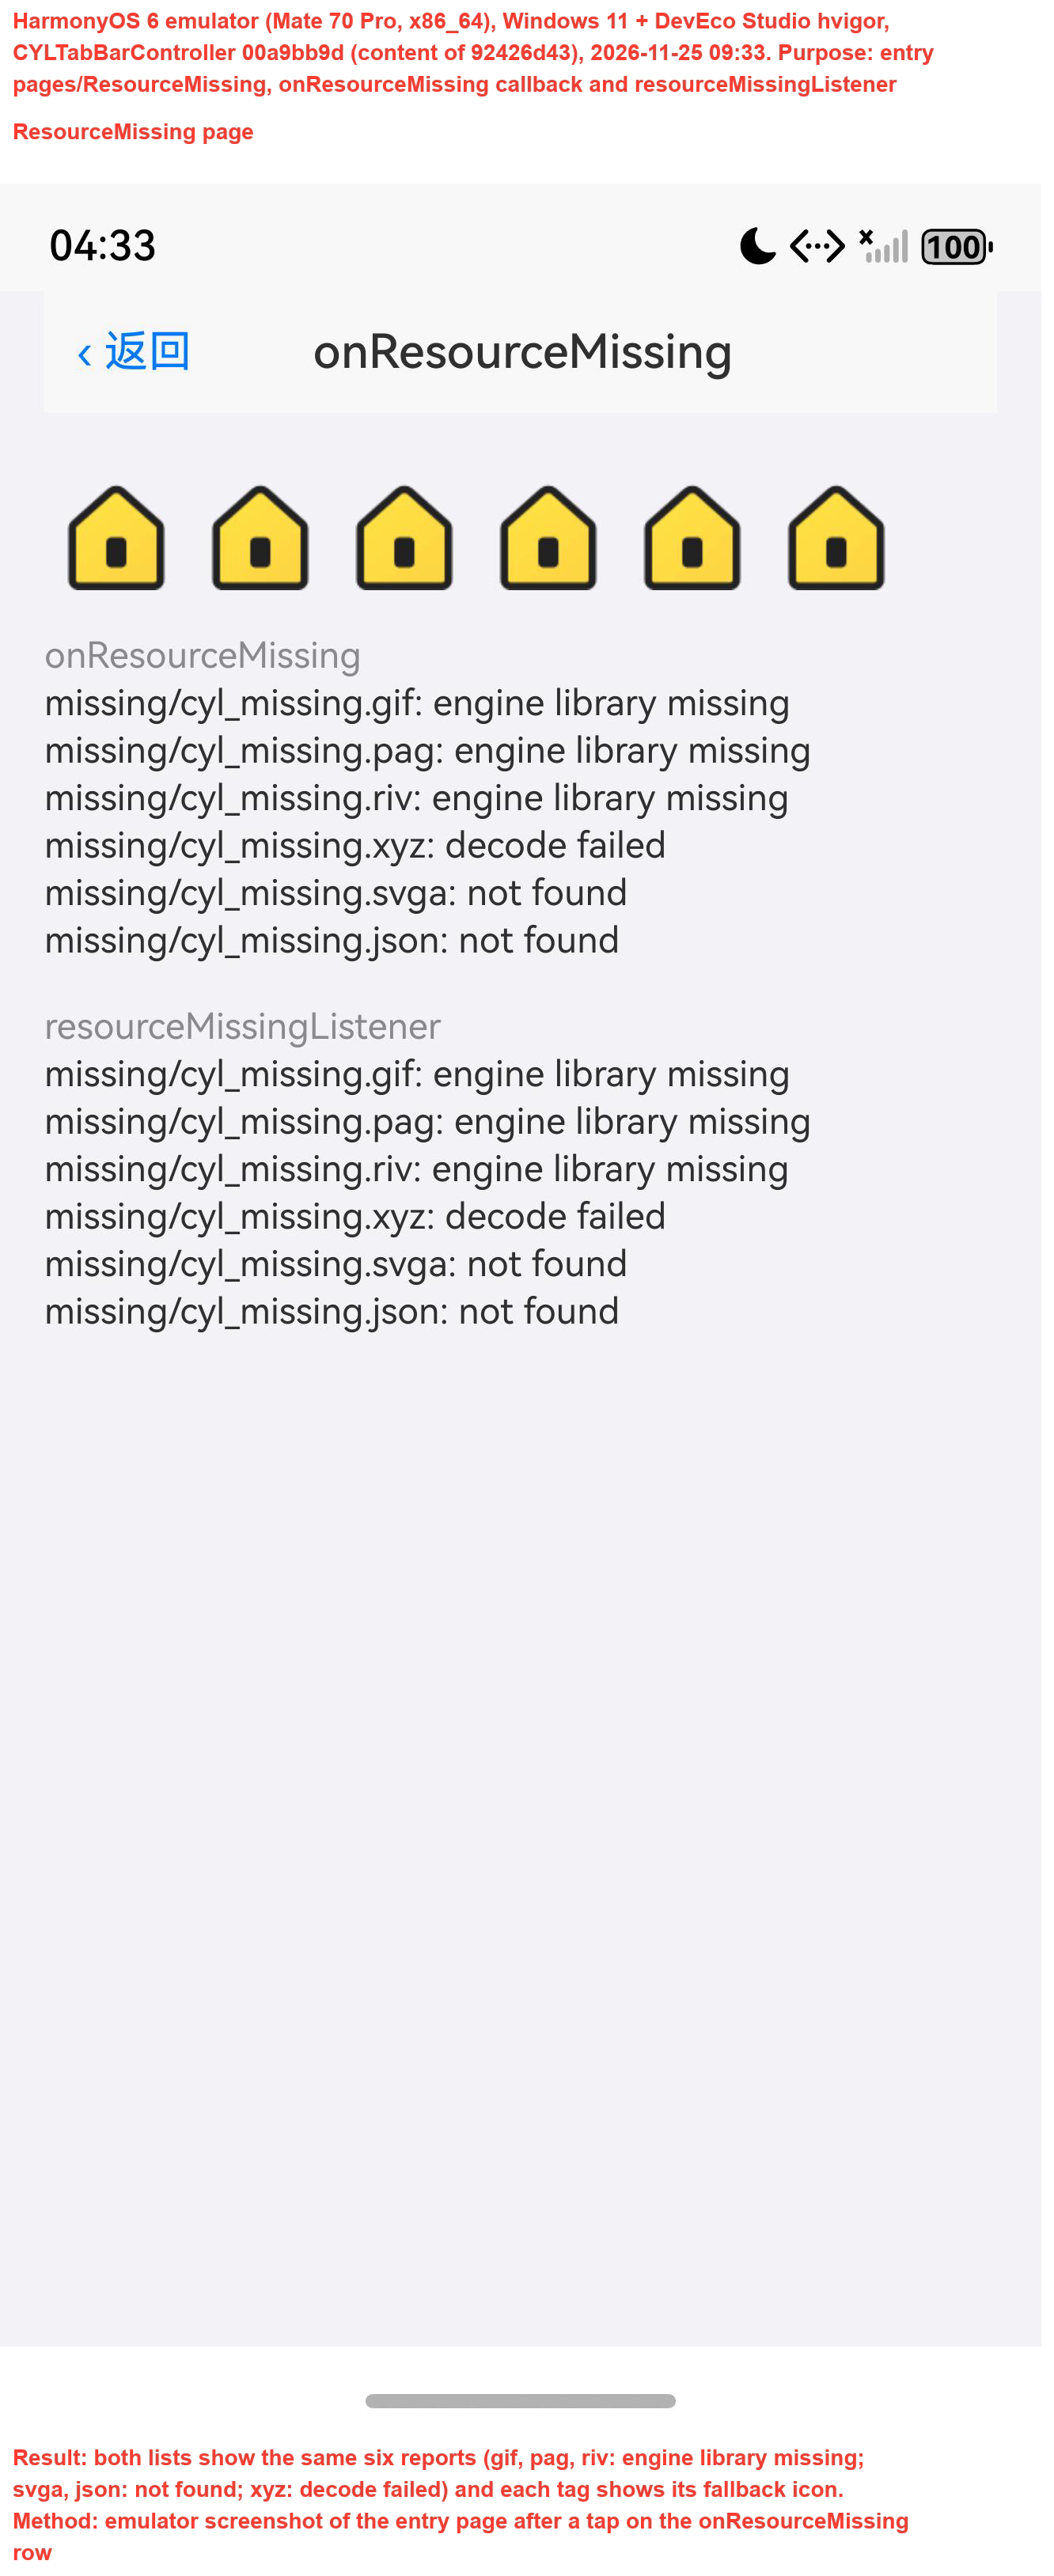 HarmonyOS 6 emulator (Mate 70 Pro, x86_64), Windows 11 + DevEco Studio hvigor,
CYLTabBarController 00a9bb9d (content of 92426d43), 2026-11-25 09:33. Purpose: entry
pages/ResourceMissing, onResourceMissing callback and resourceMissingListener
ResourceMissing page
04:33
100
‹ 返回
onResourceMissing
onResourceMissing
missing/cyl_missing.gif: engine library missing
missing/cyl_missing.pag: engine library missing
missing/cyl_missing.riv: engine library missing
missing/cyl_missing.xyz: decode failed
missing/cyl_missing.svga: not found
missing/cyl_missing.json: not found
resourceMissingListener
missing/cyl_missing.gif: engine library missing
missing/cyl_missing.pag: engine library missing
missing/cyl_missing.riv: engine library missing
missing/cyl_missing.xyz: decode failed
missing/cyl_missing.svga: not found
missing/cyl_missing.json: not found
Result: both lists show the same six reports (gif, pag, riv: engine library missing;
svga, json: not found; xyz: decode failed) and each tag shows its fallback icon.
Method: emulator screenshot of the entry page after a tap on the onResourceMissing
row